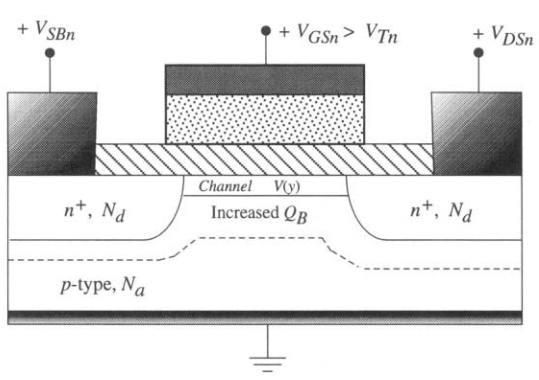 + V_SBn
+ V_GSn > V_Tn
+ V_DSn
Channel V(y)
n+, N_d
Increased Q_B
n+, N_d
p-type, N_a